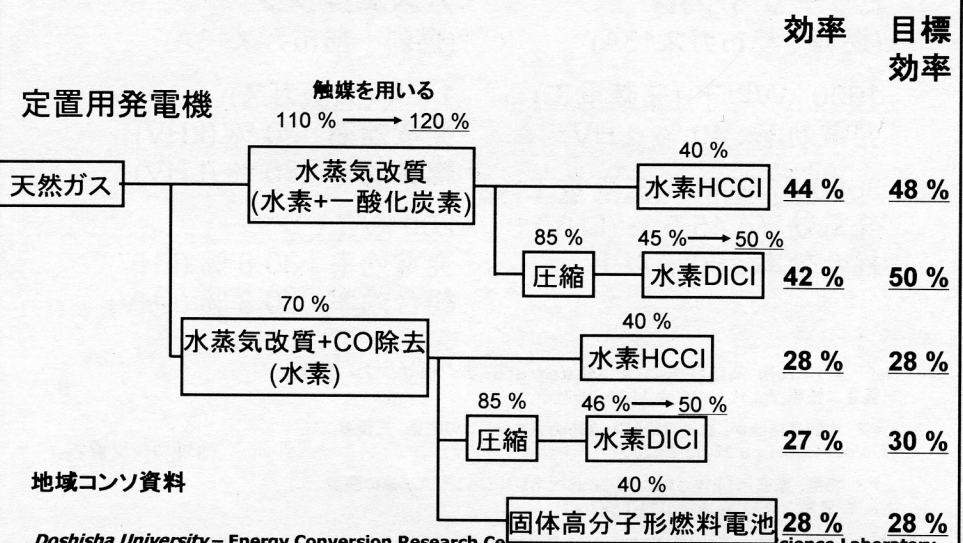 効率 目標
効率
定置用発電機
触媒を用いる
110 % 120 %
天然ガス
水蒸気改質
(水素+一酸化炭素)
40 %
水素HCCI
44 % 48 %
85 %
圧縮
45 % 50 %
水素DICI
42 % 50 %
70 %
水蒸気改質+CO除去
(水素)
40 %
水素HCCI
28 % 28 %
85 %
圧縮
46 % 50 %
水素DICI
27 % 30 %
40 %
固体高分子形燃料電池
28 % 28 %
地域コンソ資料
Doshisha University – Energy Conversion Research
Laboratory